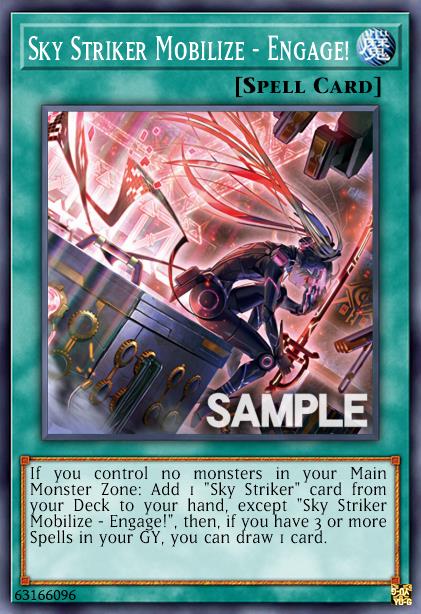 Sky Striker Mobilize - Engage!
[Spell Card]
SAMPLE
If you control no monsters in your Main
Monster Zone: Add 1 "Sky Striker" card from
your Deck to your hand, except "Sky Striker
Mobilize - Engage!", then, if you have 3 or more
Spells in your GY, you can draw 1 card.
63166096